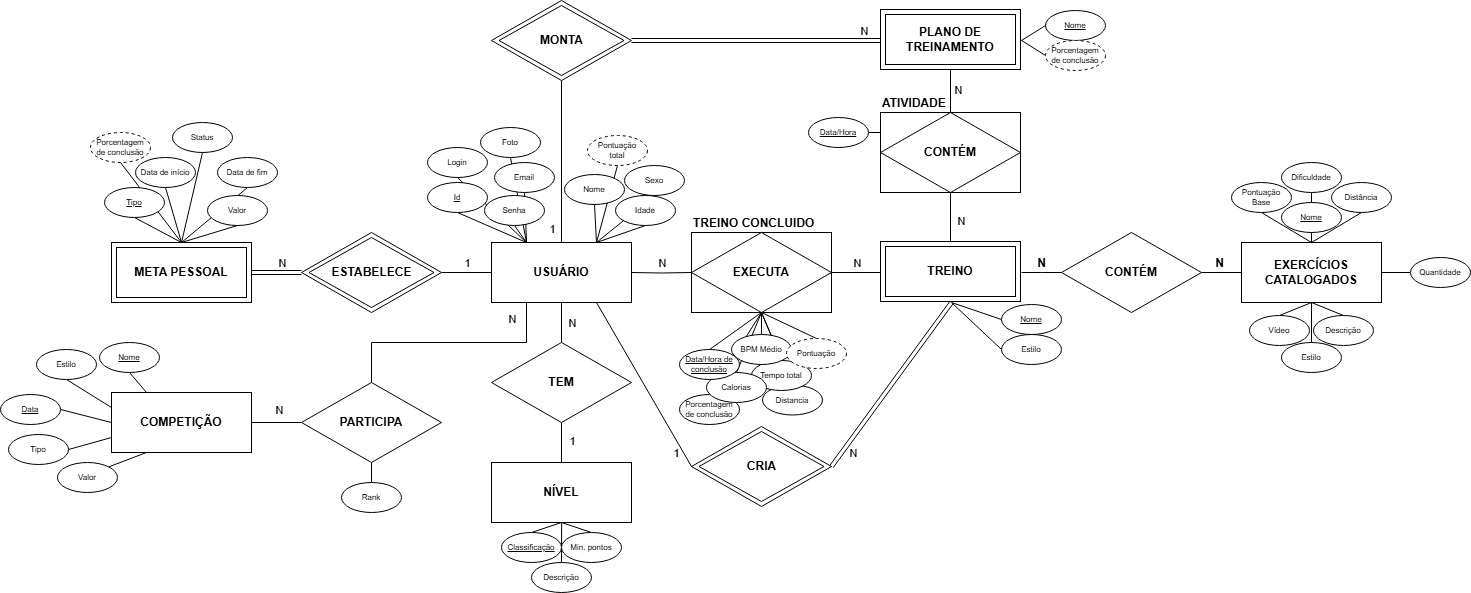 MONTA
N
PLANO DE
TREINAMENTO
Nome
Porcentagem
de conclusão
N
ATIVIDADE
Data/Hora
CONTÉM
N
Porcentagem
de conclusão
Status
Data de início
Data de fim
Tipo
Valor
META PESSOAL
N
ESTABELECE
1
Login
Foto
Email
Id
Senha
Pontuação
total
Nome
Sexo
Idade
1
USUÁRIO
N
TREINO CONCLUIDO
EXECUTA
N
TREINO
N
CONTÉM
N
Dificuldade
Pontuação
Base
Distância
Nome
EXERCÍCIOS
CATALOGADOS
Quantidade
Vídeo
Descrição
Estilo
Nome
Estilo
Data/Hora de
conclusão
BPM Médio
Pontuação
Tempo total
Calorias
Distancia
Porcentagem
de conclusão
N
N
Estilo
Nome
Data
Tipo
Valor
COMPETIÇÃO
N
PARTICIPA
Rank
TEM
1
NÍVEL
Classificação
Min. pontos
Descrição
1
CRIA
N